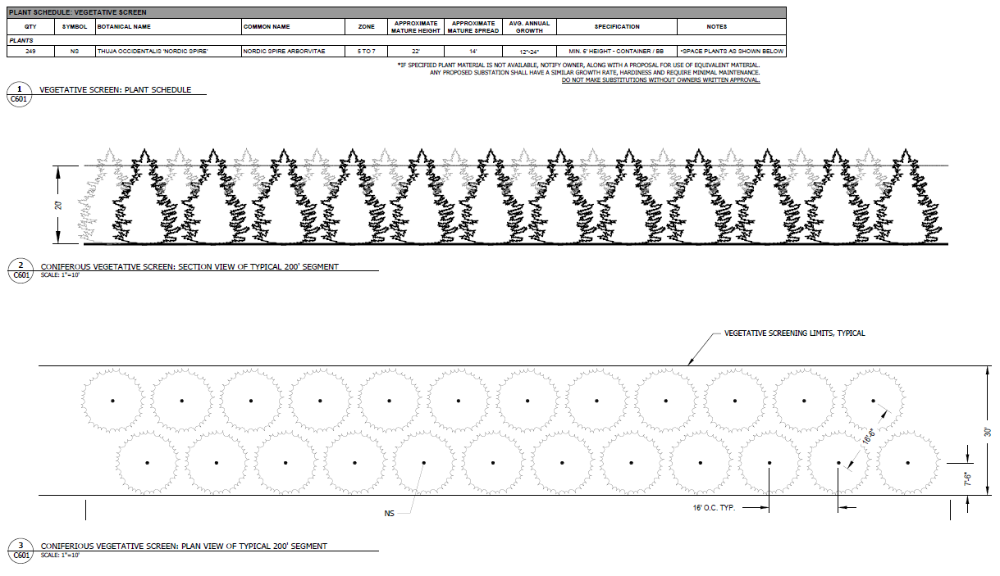 PLANT SCHEDULE: VEGETATIVE SCREEN
QTY SYMBOL BOTANICAL NAME COMMON NAME ZONE APPROXIMATE MATURE HEIGHT APPROXIMATE MATURE SPREAD AVG. ANNUAL GROWTH SPECIFICATION NOTES
PLANTS
249 NS THUJA OCCIDENTALIS 'NORDIC SPIRE' NORDIC SPIRE ARBORVITAE 5 TO 7 22' 14' 12"-24" MIN. 6' HEIGHT - CONTAINER / BB •SPACE PLANTS AS SHOWN BELOW
*IF SPECIFIED PLANT MATERIAL IS NOT AVAILABLE, NOTIFY OWNER, ALONG WITH A PROPOSAL FOR USE OF EQUIVALENT MATERIAL.
ANY PROPOSED SUBSTATION SHALL HAVE A SIMILAR GROWTH RATE, HARDINESS AND REQUIRE MINIMAL MAINTENANCE.
DO NOT MAKE SUBSTITUTIONS WITHOUT OWNERS WRITTEN APPROVAL.
1 VEGETATIVE SCREEN: PLANT SCHEDULE
C601
20'
2 CONIFEROUS VEGETATIVE SCREEN: SECTION VIEW OF TYPICAL 200' SEGMENT
C601 SCALE: 1"=10'
VEGETATIVE SCREENING LIMITS, TYPICAL
16'-6"
30'
7'-6"
16' O.C. TYP.
NS
3 CONIFERIOUS VEGETATIVE SCREEN: PLAN VIEW OF TYPICAL 200' SEGMENT
C601 SCALE: 1"=10'